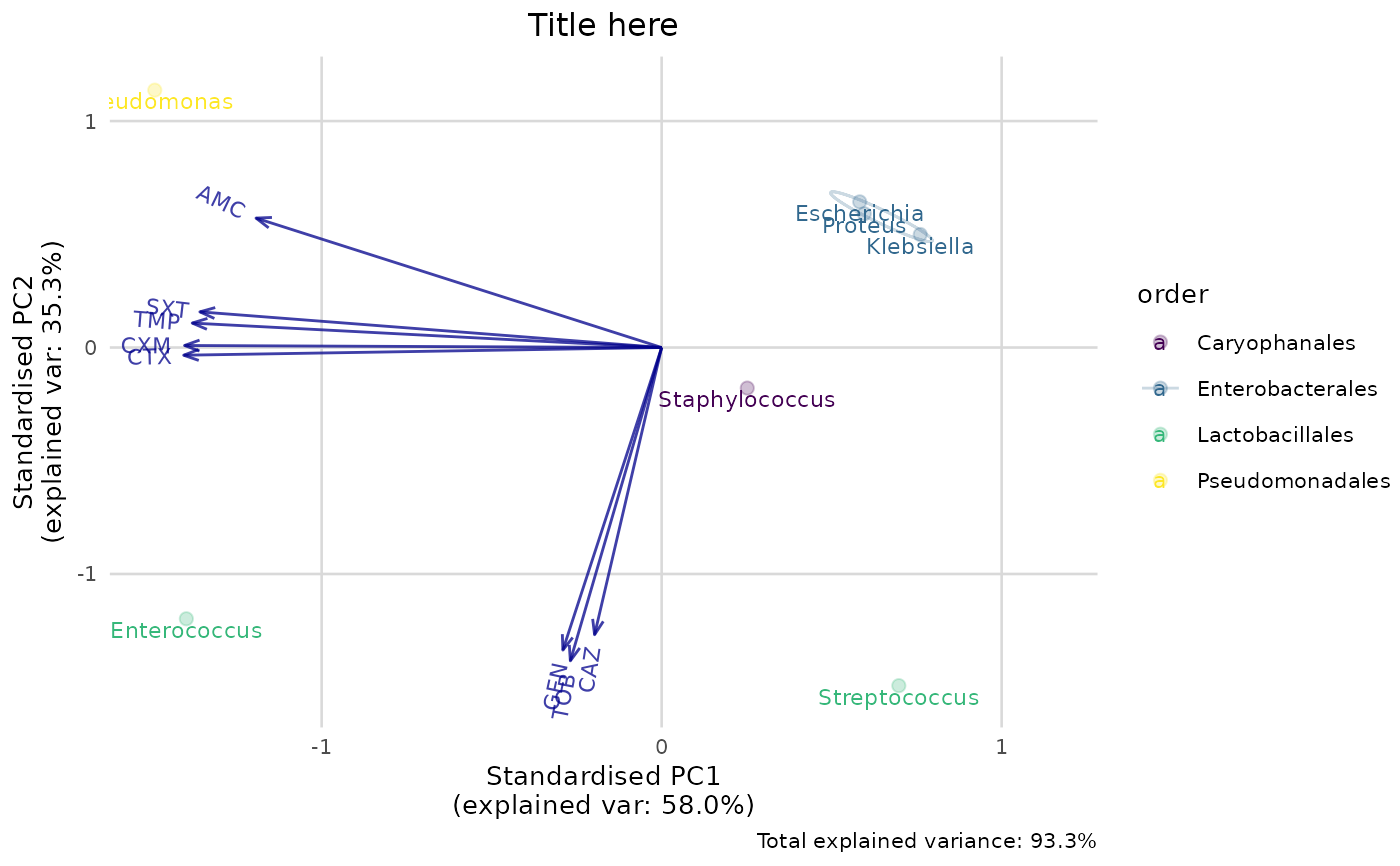 Title here
eudomonas
1
AMC
Escherichia
Proteus
Klebsiella
SXT
TMP
CXM
CTX
0
Staphylococcus
-1
Enterococcus
GEN
TOB
CAZ
Streptococcus
-1
0
1
Standardised PC1
(explained var: 58.0%)
Standardised PC2
(explained var: 35.3%)
Total explained variance: 93.3%
order
a Caryophanales
a Enterobacterales
a Lactobacillales
a Pseudomonadales